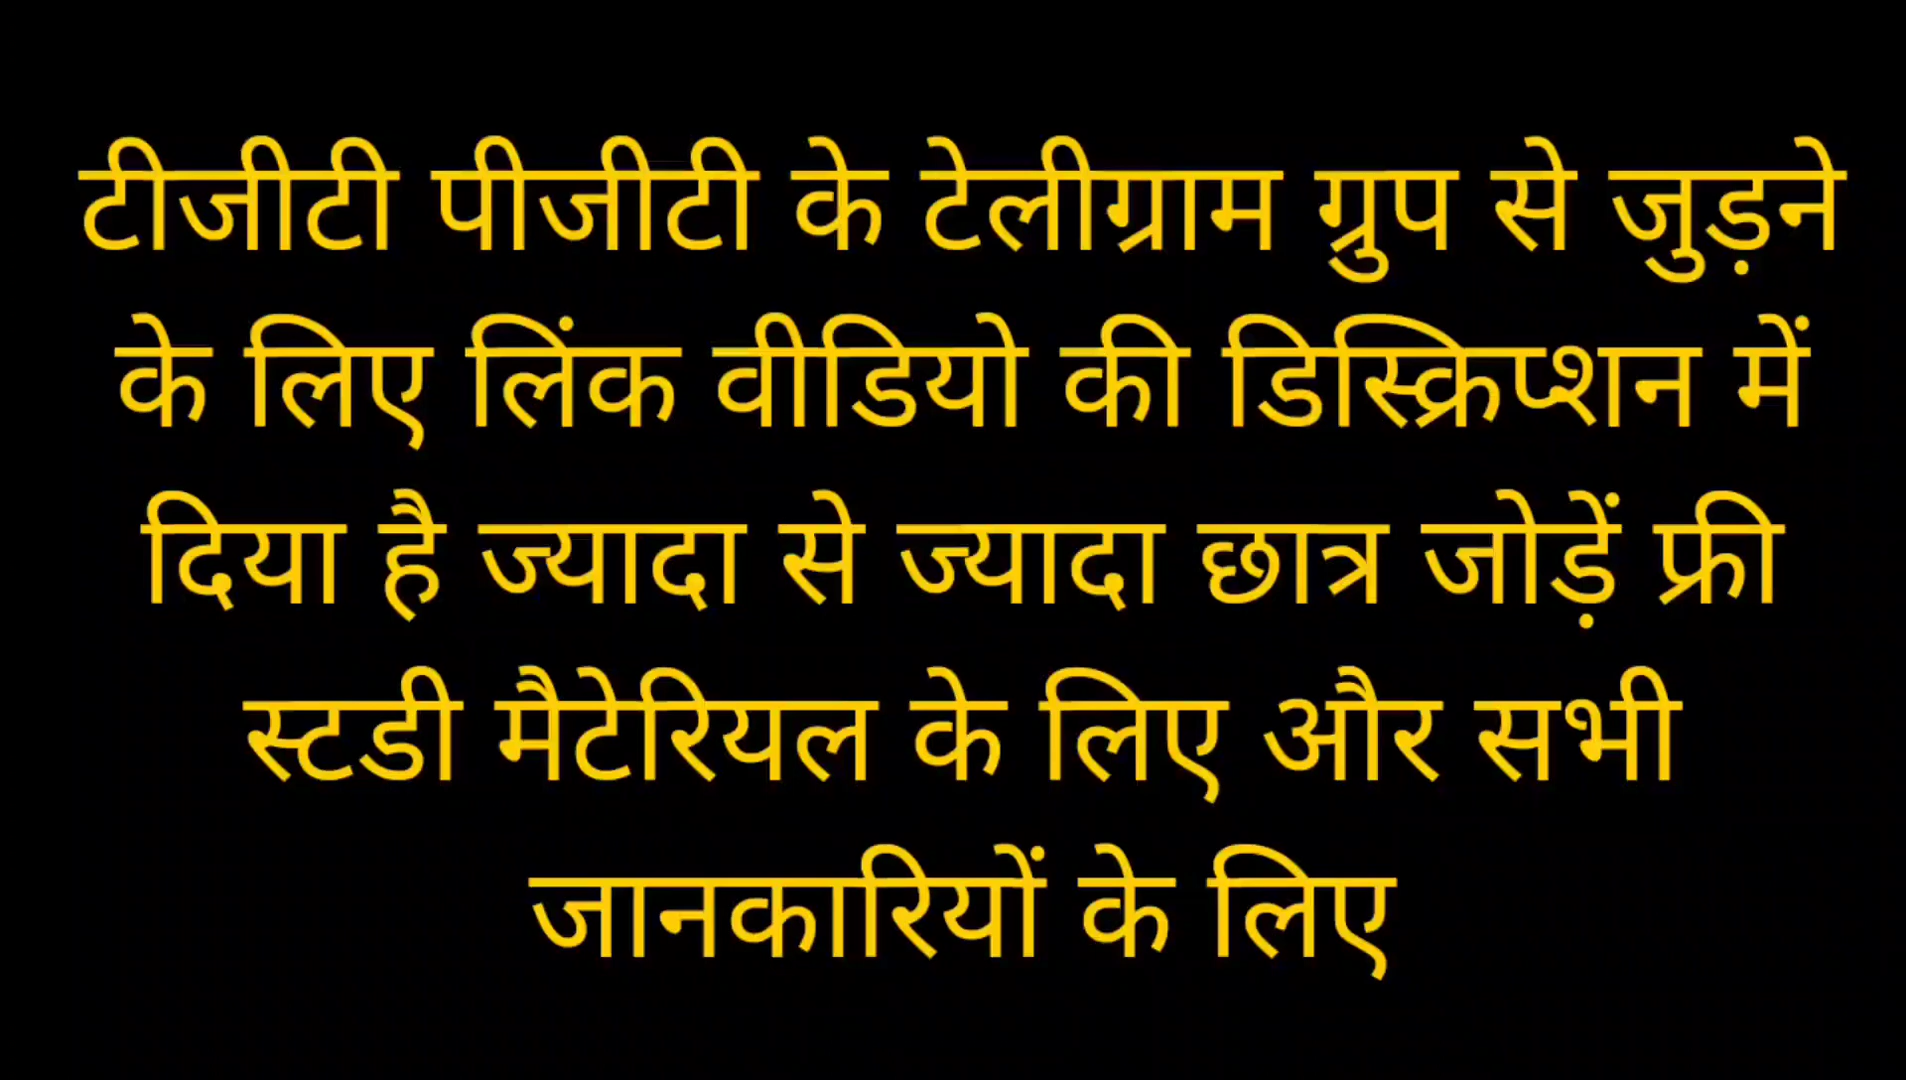 टीजीटी पीजीटी के टेलीग्राम ग्रुप से जुड़ने
के लिए लिंक वीडियो की डिस्क्रिप्शन में
दिया है ज्यादा से ज्यादा छात्र जोड़ें फ्री
स्टडी मैटेरियल के लिए और सभी
जानकारियों के लिए